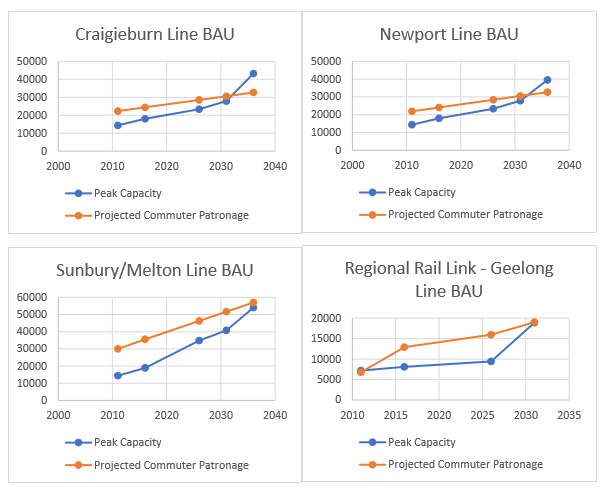 Craigieburn Line BAU
50000
40000
30000
20000
10000
0
2000 2010 2020 2030 2040
Peak Capacity
Projected Commuter Patronage
Newport Line BAU
50000
40000
30000
20000
10000
0
2000 2010 2020 2030 2040
Peak Capacity
Projected Commuter Patronage
Sunbury/Melton Line BAU
60000
50000
40000
30000
20000
10000
0
2000 2010 2020 2030 2040
Peak Capacity
Projected Commuter Patronage
Regional Rail Link - Geelong
Line BAU
20000
15000
10000
5000
0
2010 2015 2020 2025 2030 2035
Peak Capacity
Projected Commuter Patronage